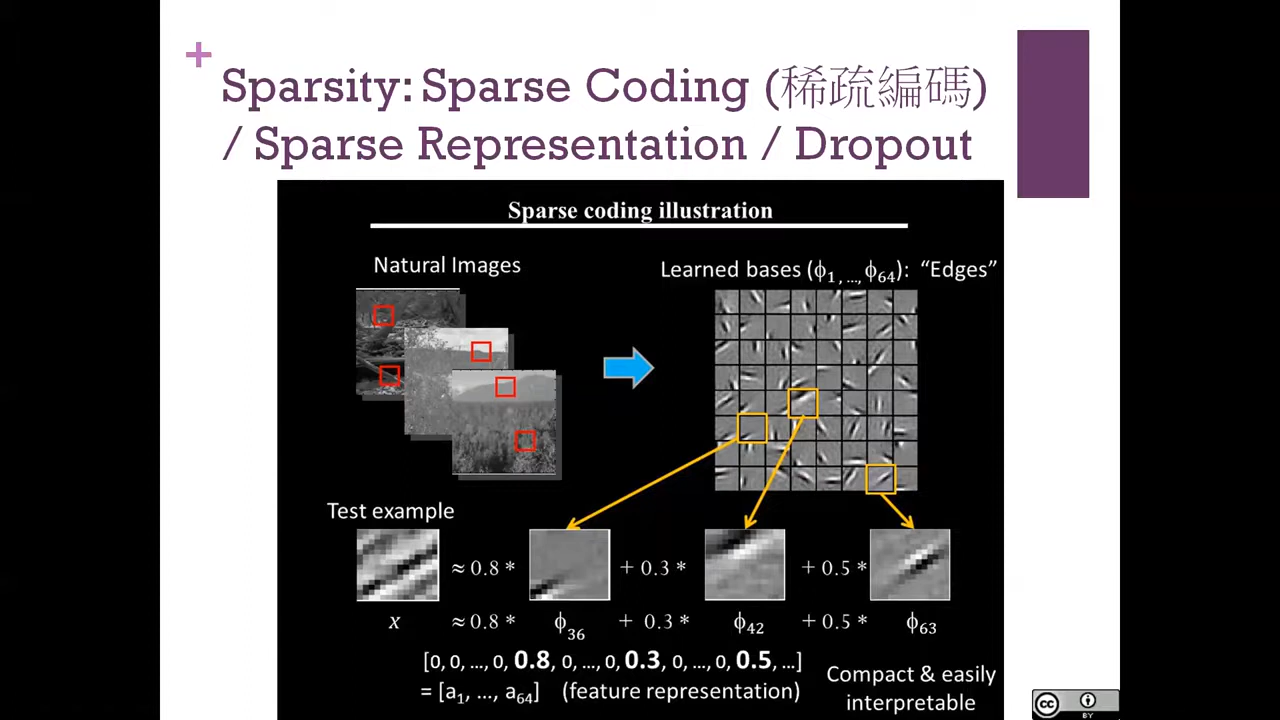 +
Sparsity: Sparse Coding (稀疏編碼)
/ Sparse Representation / Dropout
Sparse coding illustration
Natural Images
Learned bases (ϕ1 ,...,ϕ64): “Edges”
Test example
≈ 0.8 * + 0.3 * + 0.5 *
x ≈ 0.8 * ϕ36 + 0.3 * ϕ42 + 0.5 * ϕ63
[0, 0, ..., 0, 0.8, 0, ..., 0, 0.3, 0, ..., 0, 0.5, ...]
= [a1, ..., a64] (feature representation)
Compact & easily
interpretable
cc
BY